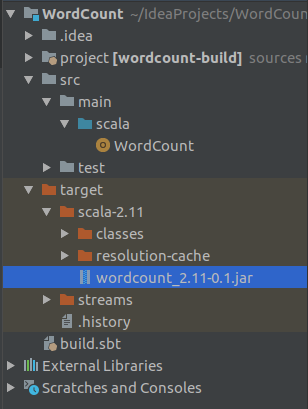 WordCount ~/IdeaProjects/WordCoun
.idea
project [wordcount-build] sources
src
main
scala
WordCount
test
target
scala-2.11
classes
resolution-cache
wordcount_2.11-0.1.jar
streams
.history
build.sbt
External Libraries
Scratches and Consoles